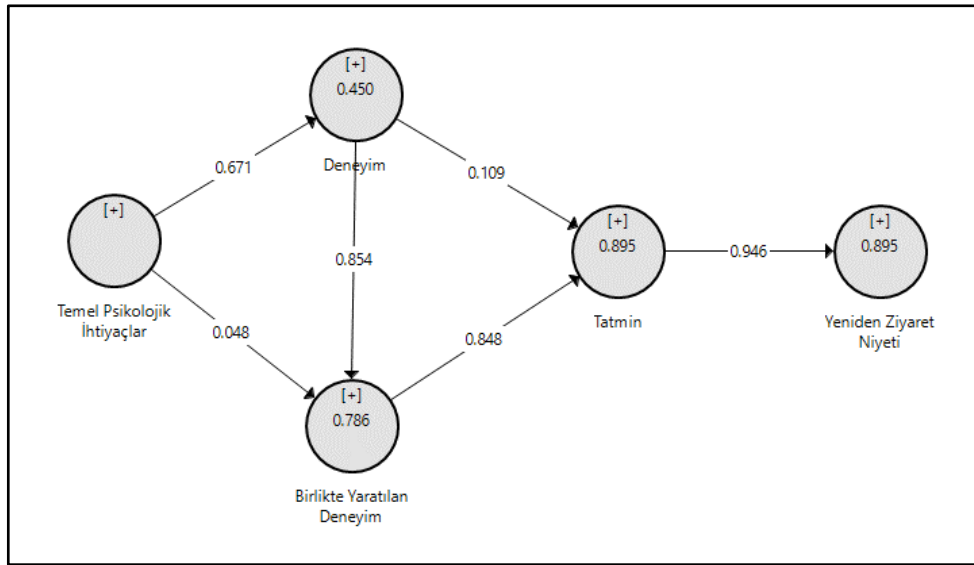 [+]
0.450
Deneyim
0.671
0.109
[+]
Temel Psikolojik
İhtiyaçlar
0.854
[+]
0.895
Tatmin
0.946
[+]
0.895
Yeniden Ziyaret
Niyeti
0.048
0.848
[+]
0.786
Birlikte Yaratılan
Deneyim